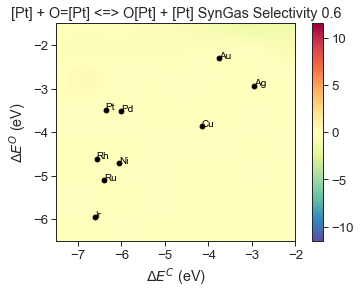 [Pt] + O=[Pt] <=> O[Pt] + [Pt] SynGas Selectivity 0.6
ΔE^O (eV)
−2
−3
−4
−5
−6
Au
Ag
Pt
Pd
Cu
Rh
Ni
Ru
Ir
−7
−6
−5
−4
−3
−2
ΔE^C (eV)
10
5
0
−5
−10